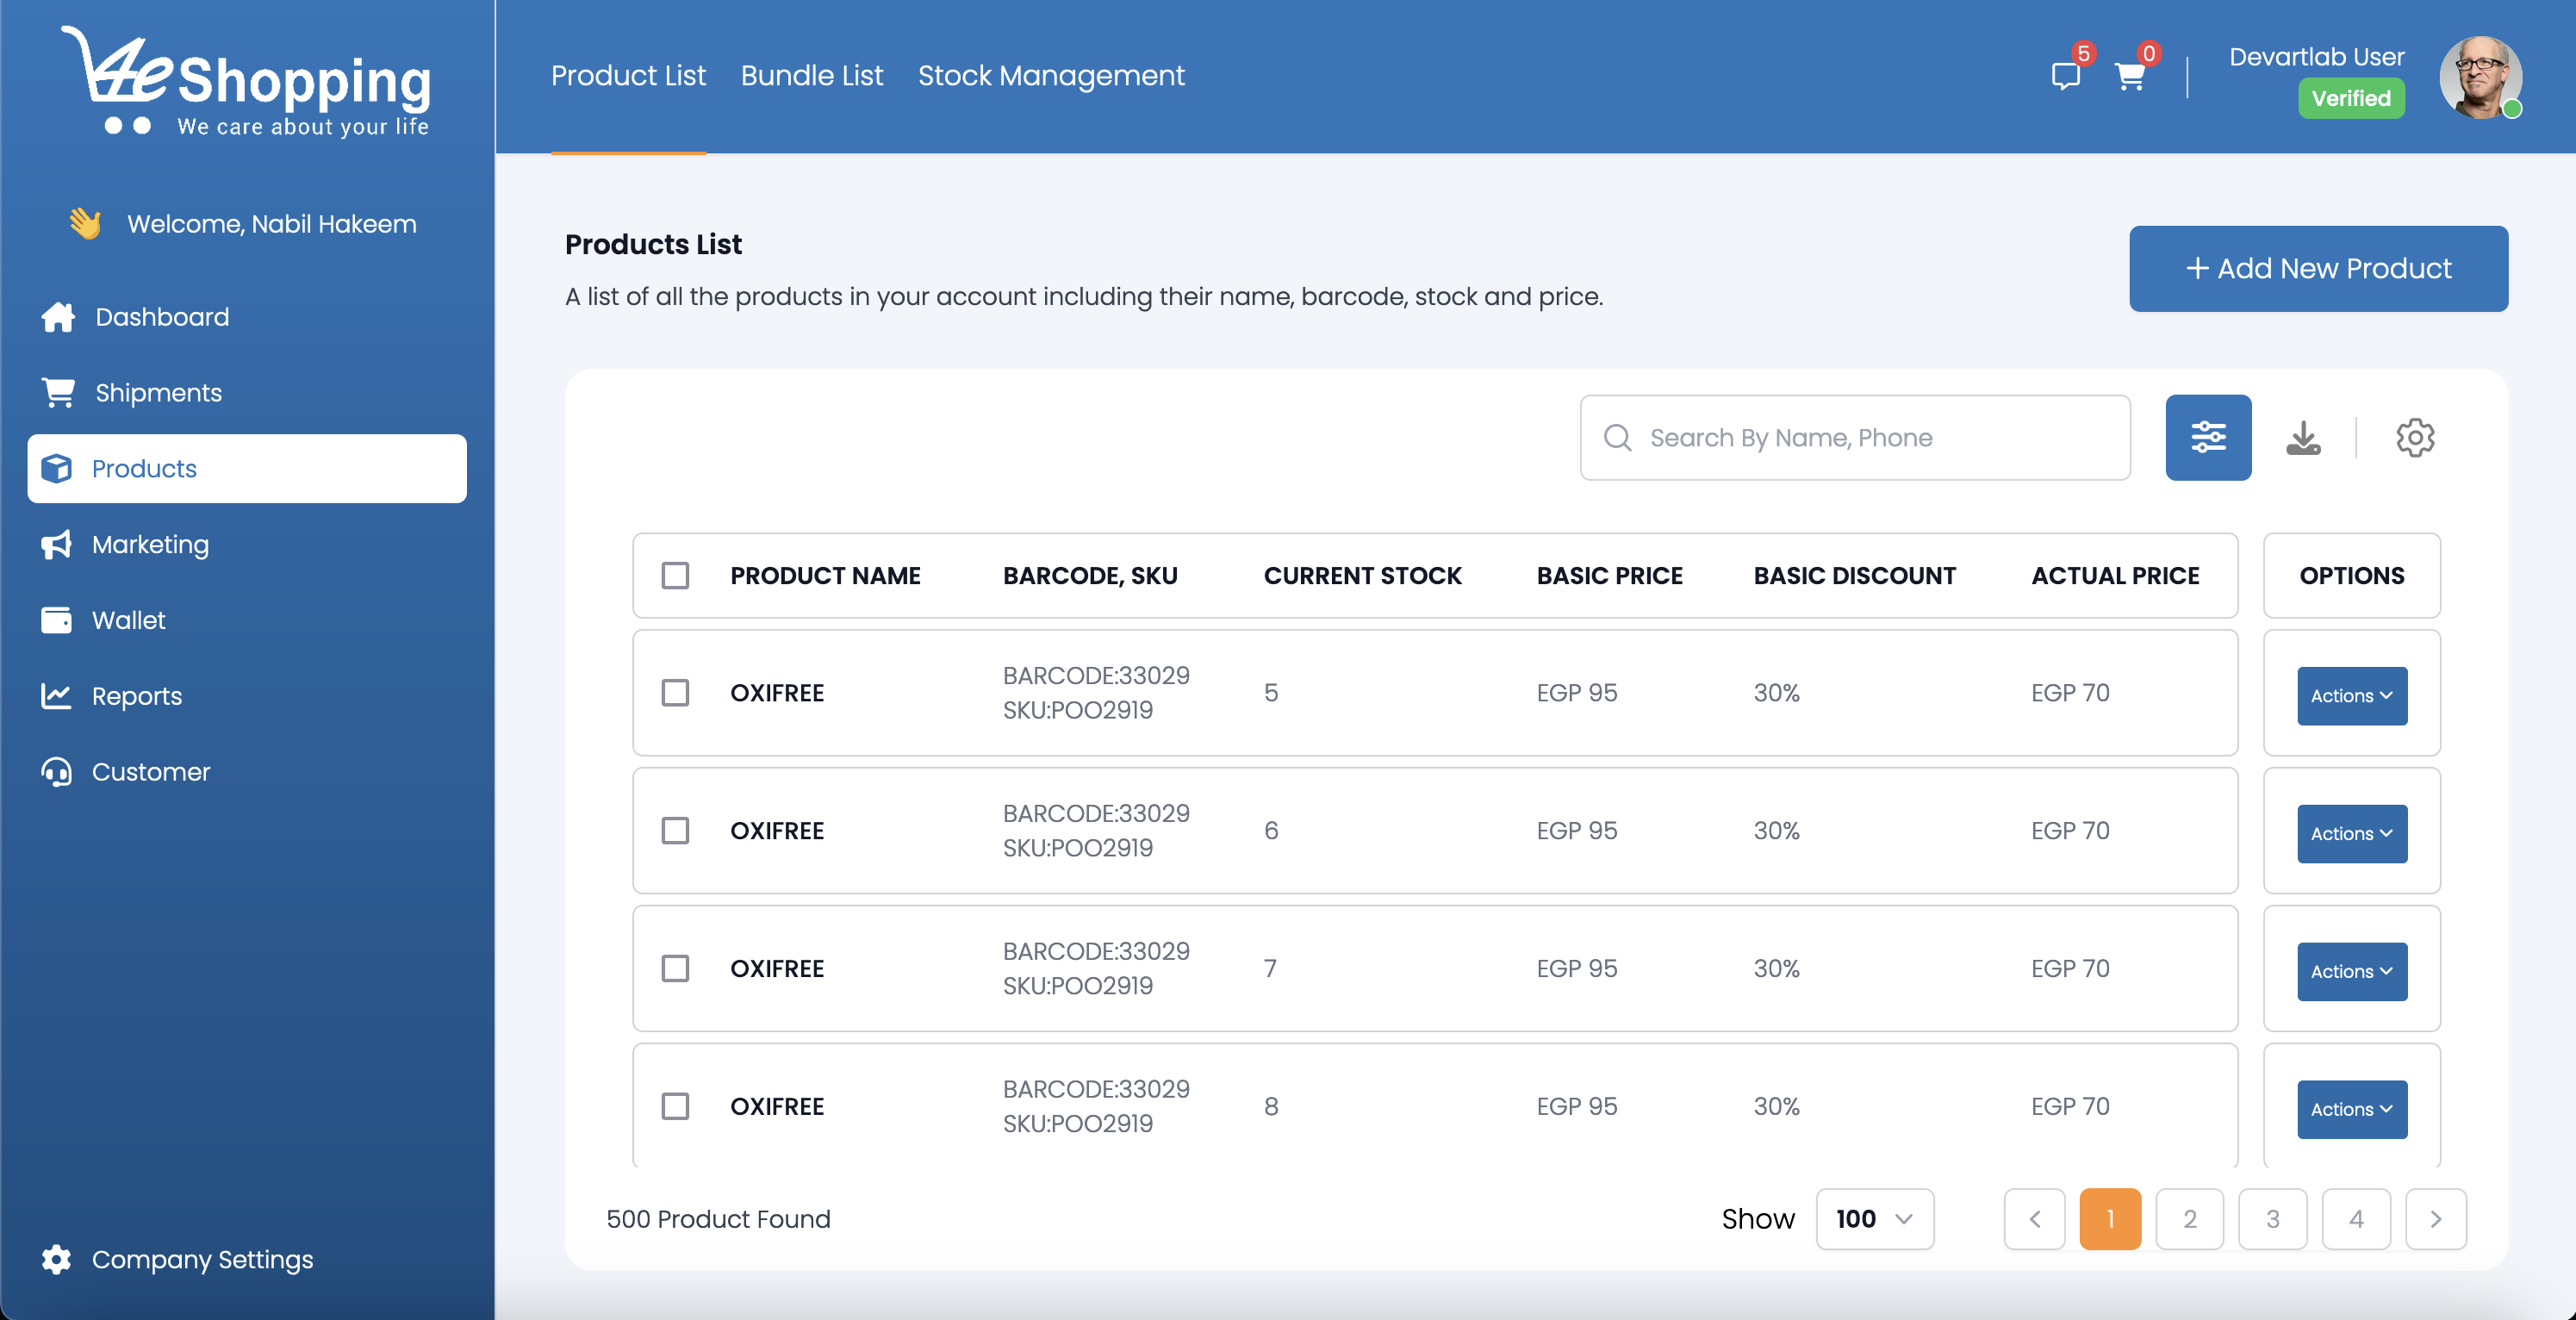 4eShopping
We care about your life
Welcome, Nabil Hakeem
Dashboard
Shipments
Products
Marketing
Wallet
Reports
Customer
Company Settings
Product List Bundle List Stock Management
5 0
Devartlab User
Verified
Products List
A list of all the products in your account including their name, barcode, stock and price.
+ Add New Product
Search By Name, Phone
PRODUCT NAME BARCODE, SKU CURRENT STOCK BASIC PRICE BASIC DISCOUNT ACTUAL PRICE OPTIONS
OXIFREE BARCODE:33029 5 EGP 95 30% EGP 70 Actions
SKU:POO2919
OXIFREE BARCODE:33029 6 EGP 95 30% EGP 70 Actions
SKU:POO2919
OXIFREE BARCODE:33029 7 EGP 95 30% EGP 70 Actions
SKU:POO2919
OXIFREE BARCODE:33029 8 EGP 95 30% EGP 70 Actions
SKU:POO2919
500 Product Found Show 100 1 2 3 4